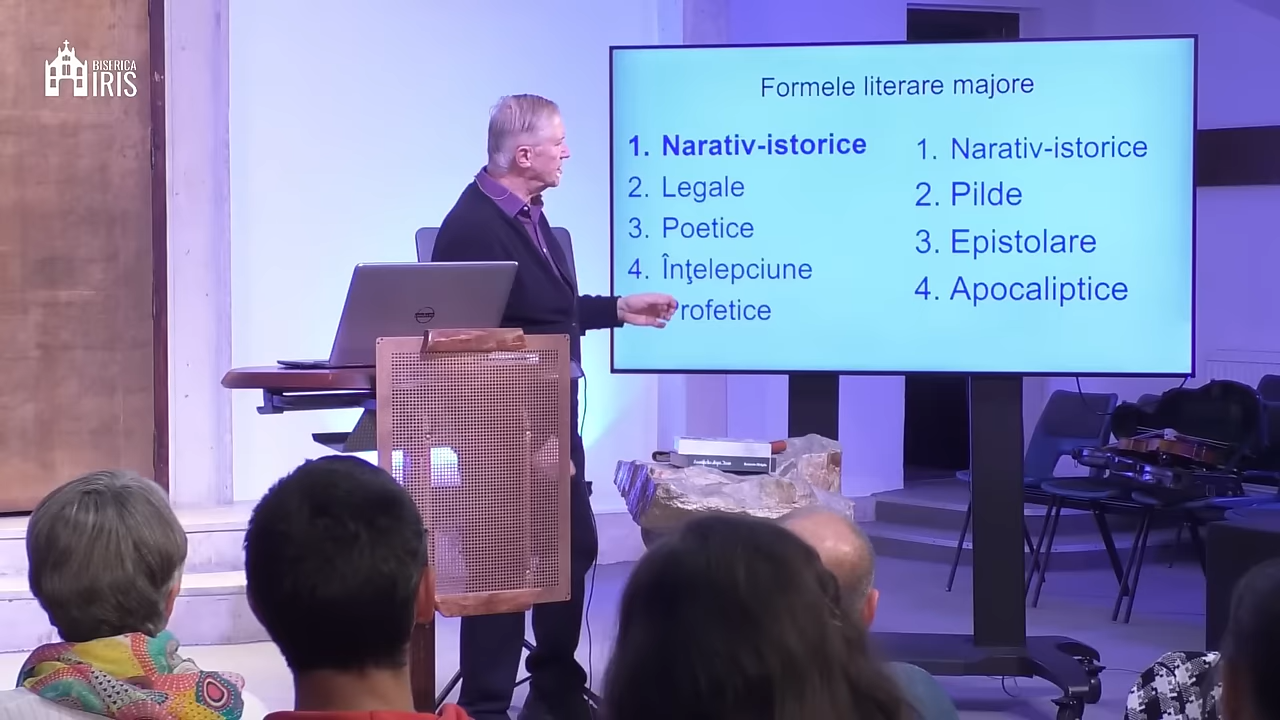 BISERICA
IRIS
Formele literare majore
1. Narativ-istorice
2. Legale
3. Poetice
4. Înţelepciune
rofetice
1. Narativ-istorice
2. Pilde
3. Epistolare
4. Apocaliptice
DELL